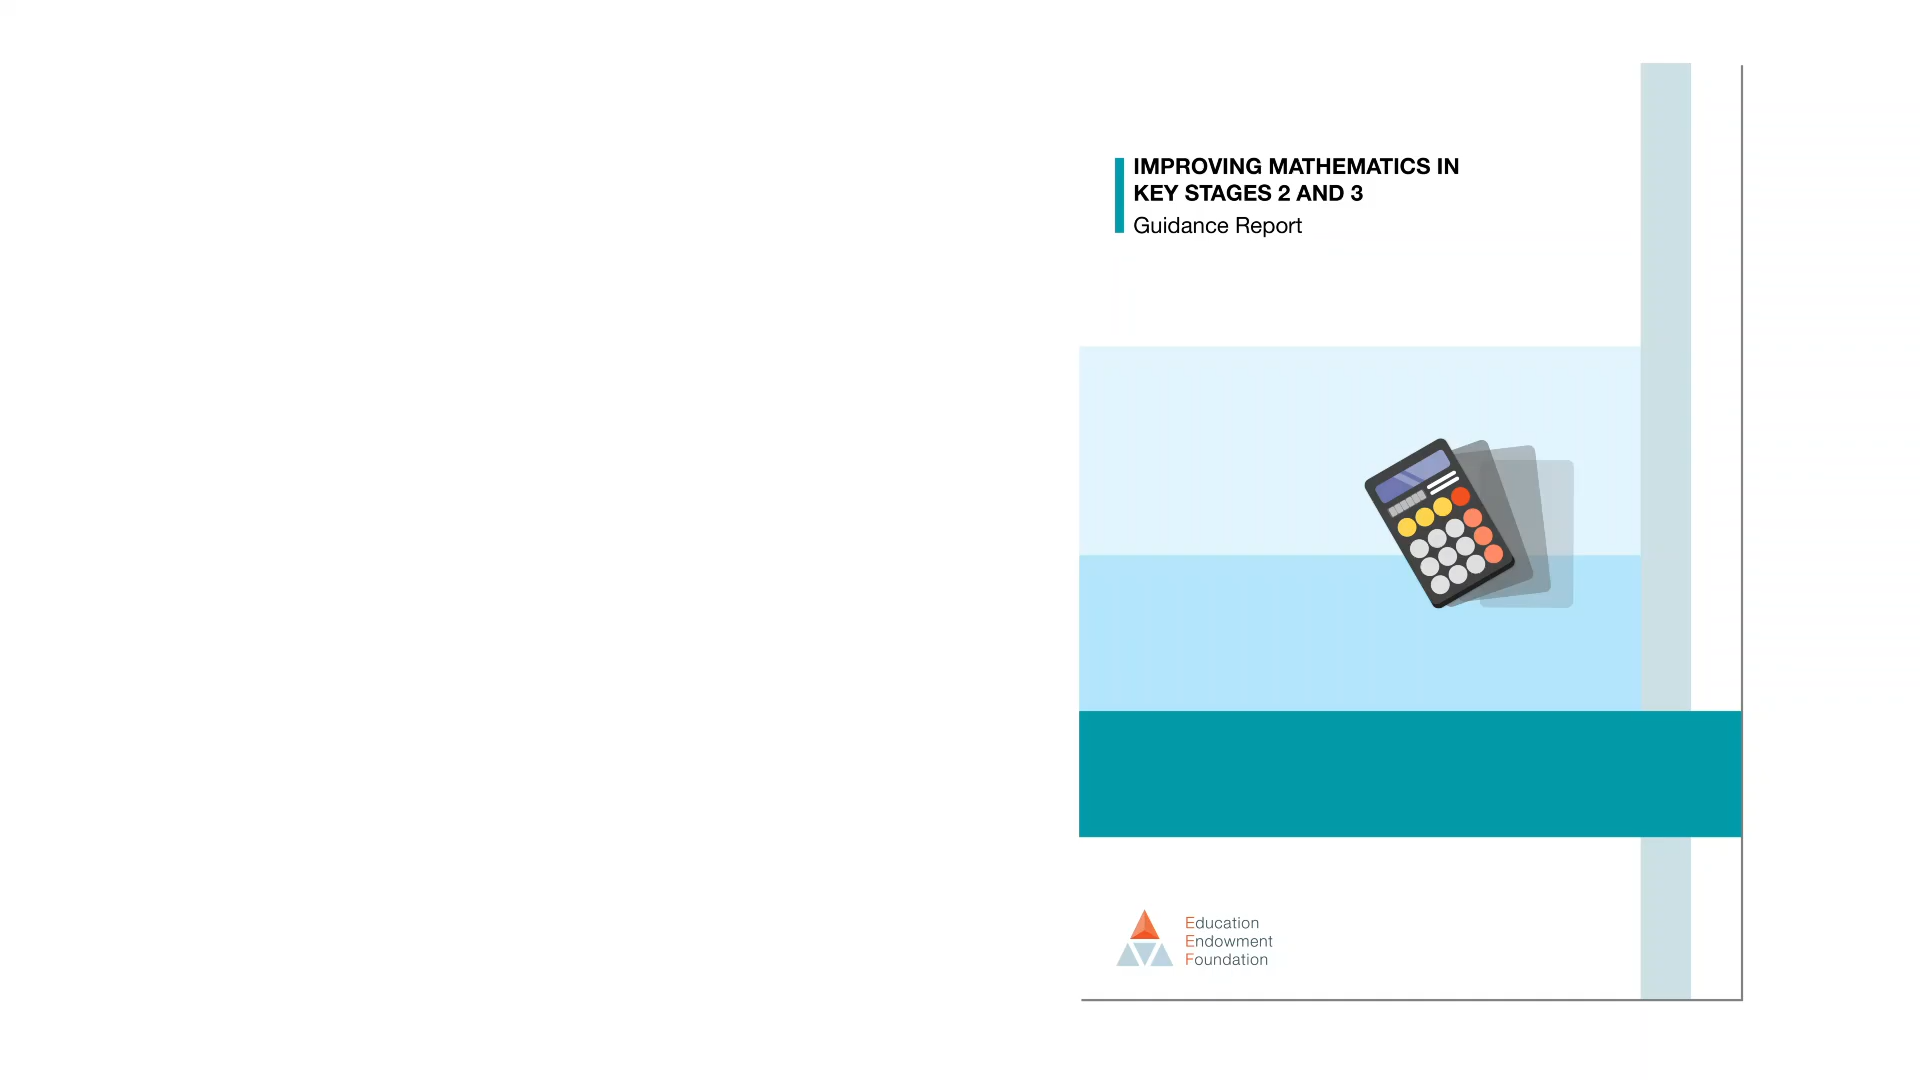 IMPROVING MATHEMATICS IN
KEY STAGES 2 AND 3
Guidance Report
Education
Endowment
Foundation